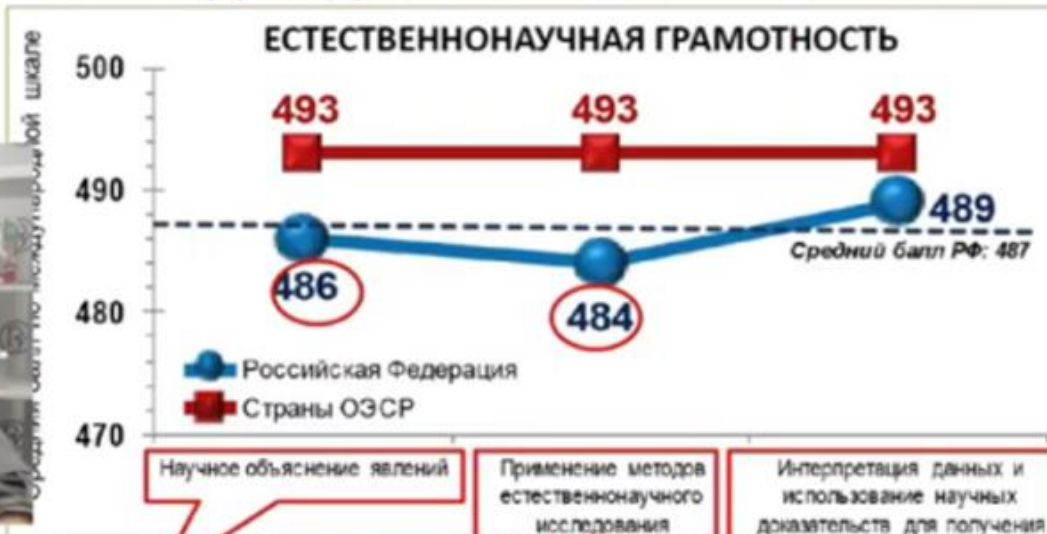 ЕСТЕСТВЕННОНАУЧНАЯ ГРАМОТНОСТЬ
500
493 493 493
490
489
Средний балл РФ: 487
486
480
484
Российская Федерация
Страны ОЭСР
470
Научное объяснение явлений
Применение методов
естественнонаучного
исследования
Интерпретация данных и
использование научных
доказательств для получения
шкале